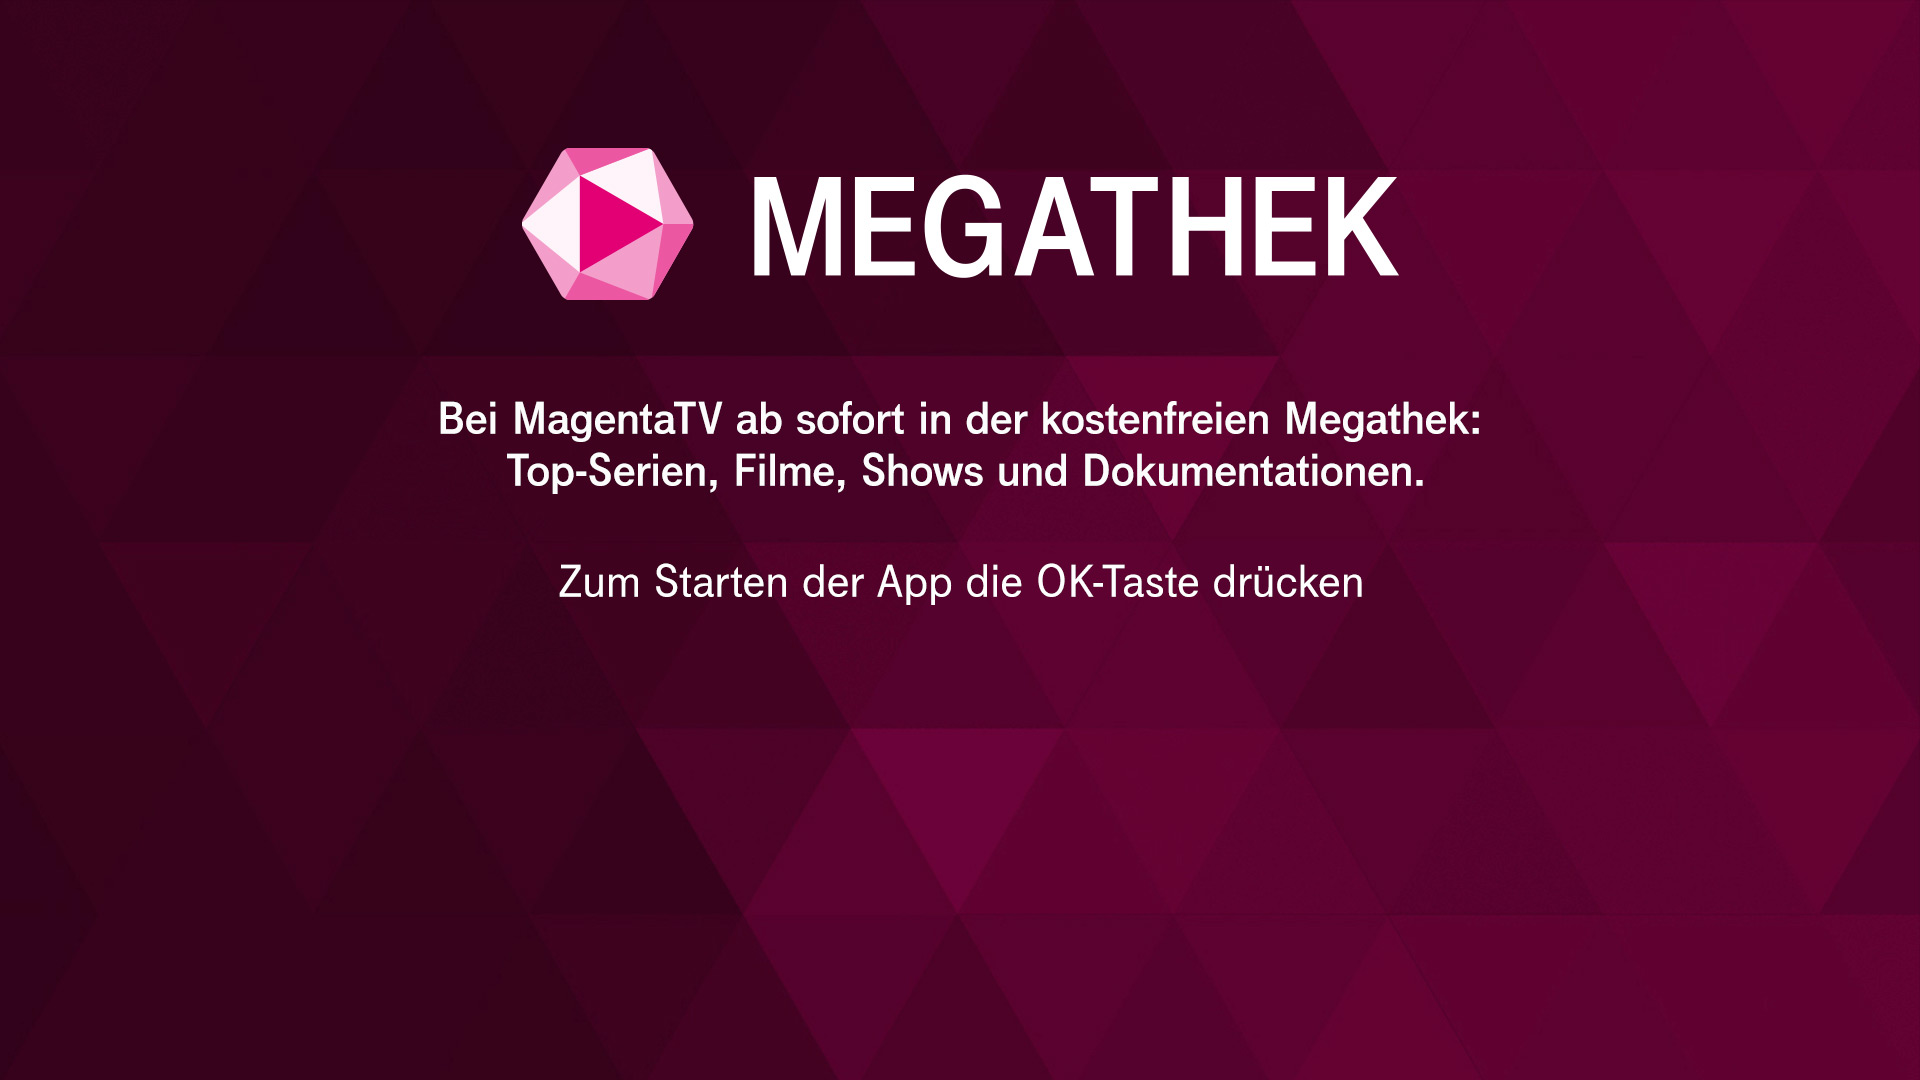 MEGATHEK
Bei MagentaTV ab sofort in der kostenfreien Megathek:
Top-Serien, Filme, Shows und Dokumentationen.
Zum Starten der App die OK-Taste drücken